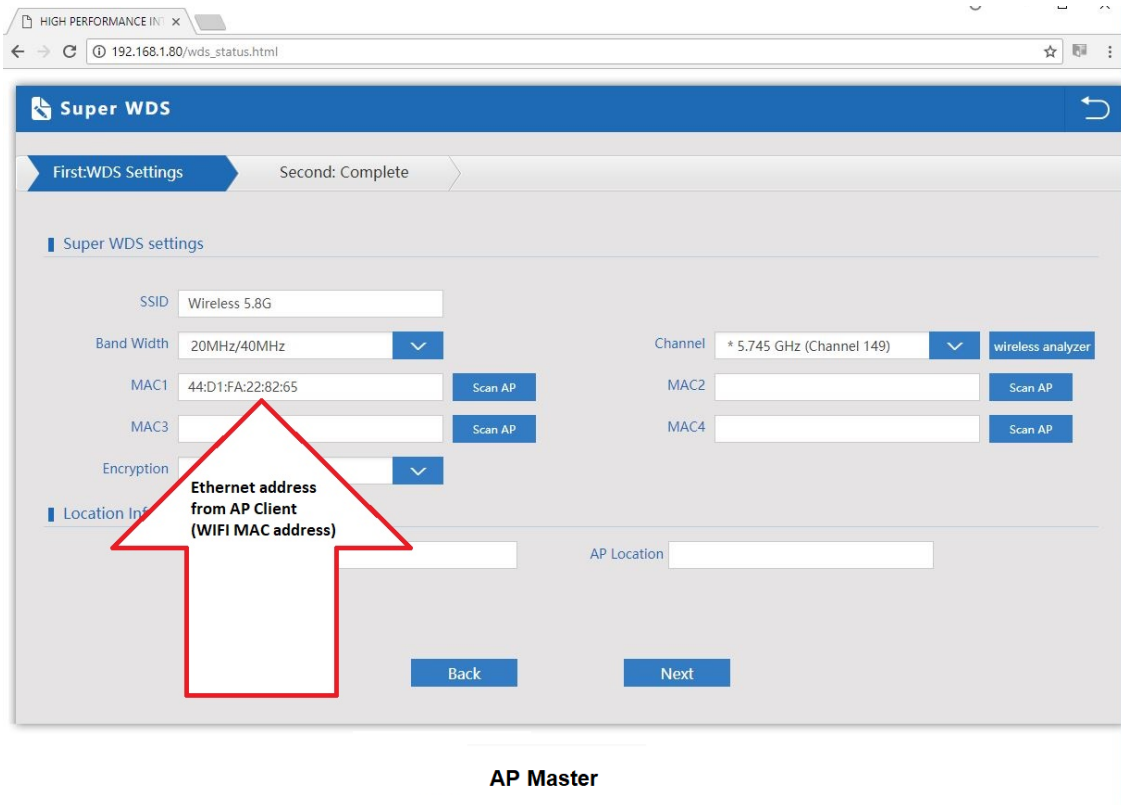 HIGH PERFORMANCE INT
192.168.1.80/wds_status.html
Super WDS
First:WDS Settings
Second: Complete
Super WDS settings
SSID
Wireless 5.8G
Band Width
20MHz/40MHz
Channel
* 5.745 GHz (Channel 149)
wireless analyzer
MAC1
44:D1:FA:22:82:65
Scan AP
MAC2
Scan AP
MAC3
Scan AP
MAC4
Scan AP
Encryption
Ethernet address
from AP Client
(WIFI MAC address)
Location
AP Location
Back
Next
AP Master